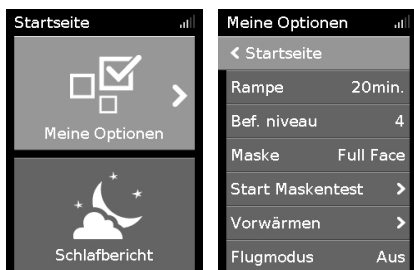 Startseite
Meine Optionen
Schlafbericht
Meine Optionen
Startseite
Rampe 20min.
Bef. niveau 4
Maske Full Face
Start Maskentest
Vorwärmen
Flugmodus Aus